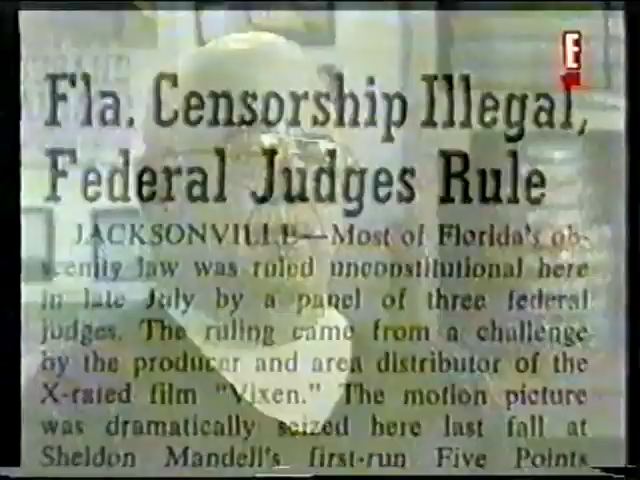 E
Fla. Censorship Illegal,
Federal Judges Rule
JACKSONVILLE—Most of Florida's ob-
scenity law was ruled unconstitutional here
in late July by a panel of three federal
judges. The ruling came from a challenge
by the producer and area distributor of the
X-rated film "Vixen." The motion picture
was dramatically seized here last fall at
Sheldon Mandell's first-run Five Points